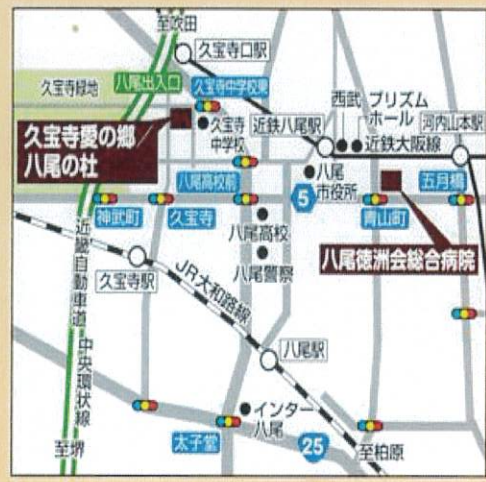 至吹田
久宝寺口駅
久宝寺緑地
八尾出入口
久宝寺中学校東
西武
プリズム
ホール
河内山本駅
久宝寺愛の郷/
八尾の杜
久宝寺
中学校
近鉄八尾駅
近鉄大阪線
八尾高校前
八尾
市役所
5
五月橋
神武町
久宝寺
青山町
八尾高校
八尾徳洲会総合病院
八尾警察
久宝寺駅
JR大和路線
近畿自動車道
中央環状線
八尾駅
インター
八尾
太子堂
25
至堺
至柏原